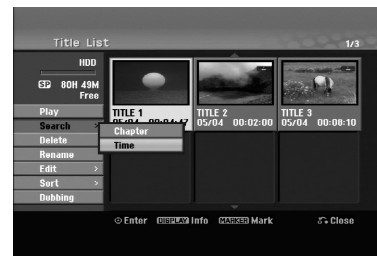 Title List
1/3
HDD
SP 80H 49M
Free
Play
Search >
Delete
Rename
Edit >
Sort >
Dubbing
Chapter
Time
TITLE 1
TITLE 2
05/04 00:02:00
TITLE 3
05/04 00:08:10
Enter DISPLAY Info MARKER Mark Close